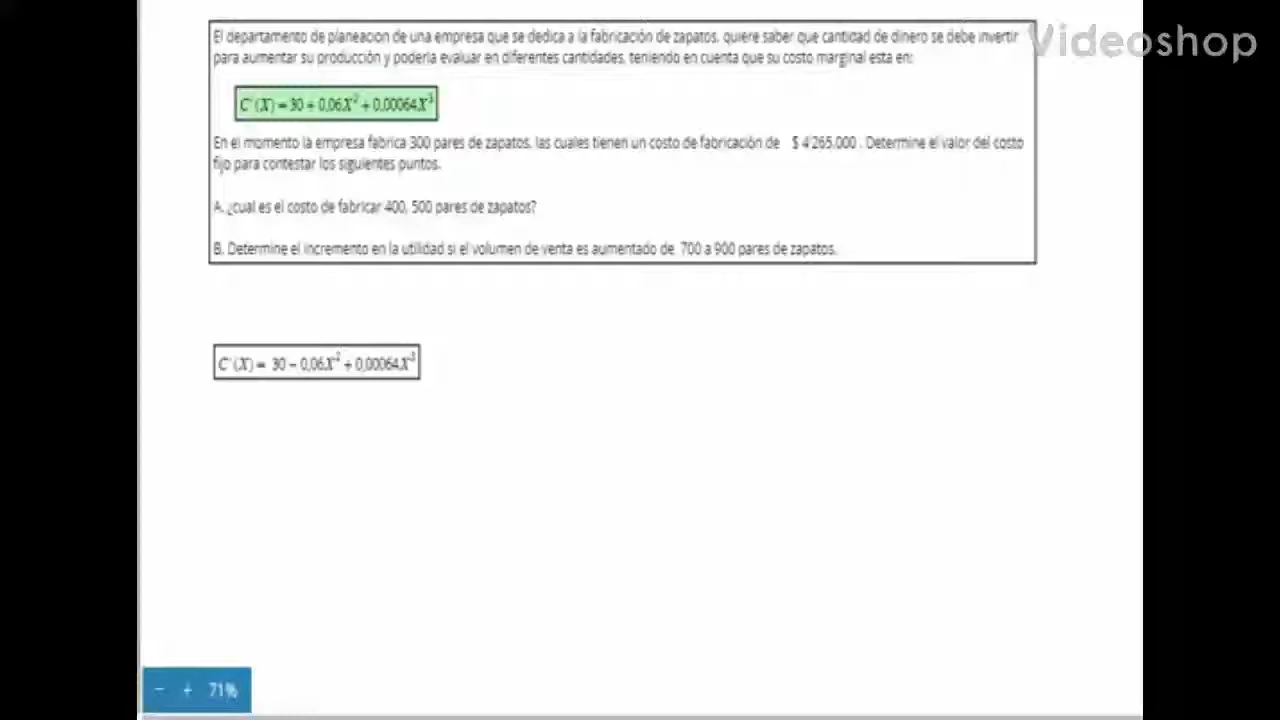 El departamento de planeacion de una empresa que se dedica a la fabricación de zapatos, quiere saber que cantidad de dinero se debe invertir
para aumentar su producción y poderla evaluar en diferentes cantidades, teniendo en cuenta que su costo marginal esta en:
C'(X) = 30 + 0,06X² + 0,00064X³
En el momento la empresa fabrica 300 pares de zapatos, las cuales tienen un costo de fabricación de $ 4'265.000 . Determine el valor del costo
fijo para contestar los siguientes puntos.
A. ¿cual es el costo de fabricar 400, 500 pares de zapatos?
B. Determine el incremento en la utilidad si el volumen de venta es aumentado de 700 a 900 pares de zapatos.
C'(X) = 30 − 0,06X² + 0,00064X³
− + 71%
Videoshop